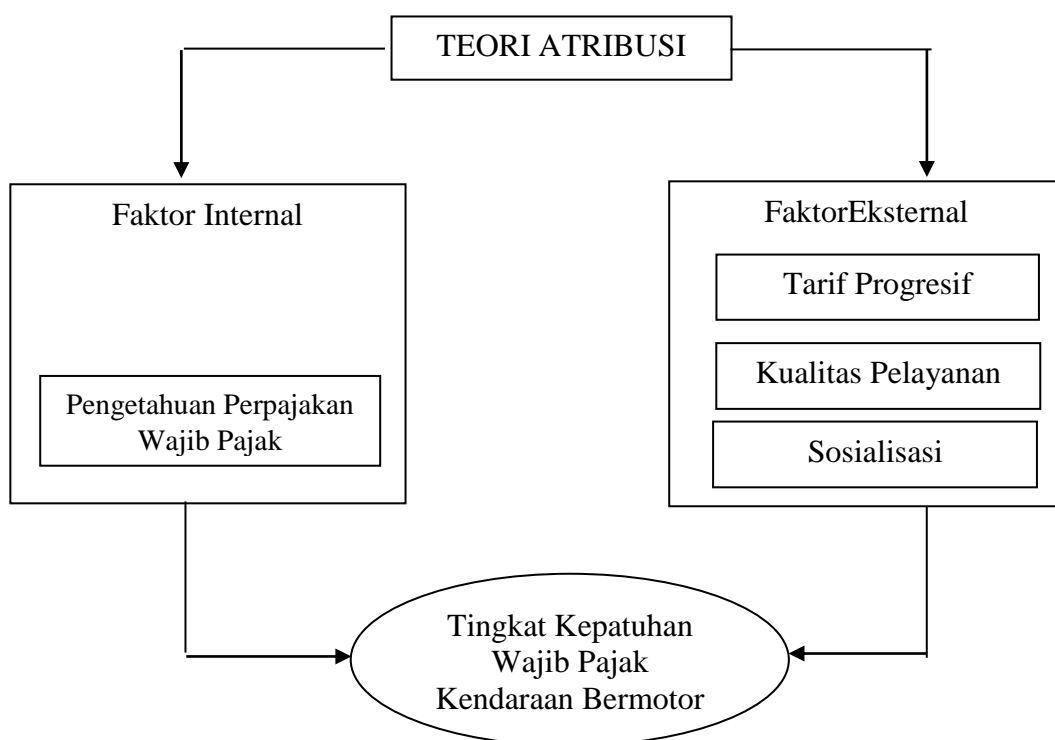 TEORI ATRIBUSI
Faktor Internal
Pengetahuan Perpajakan
Wajib Pajak
FaktorEksternal
Tarif Progresif
Kualitas Pelayanan
Sosialisasi
Tingkat Kepatuhan
Wajib Pajak
Kendaraan Bermotor